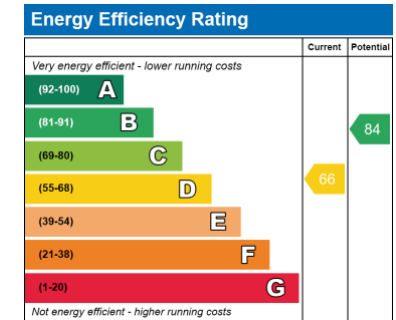 Energy Efficiency Rating
Current Potential
Very energy efficient - lower running costs
(92-100) A
(81-91) B
84
(69-80) C
(55-68) D
66
(39-54) E
(21-38) F
(1-20) G
Not energy efficient - higher running costs